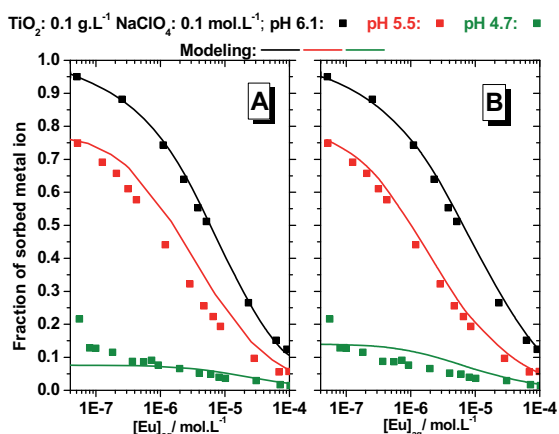 TiO₂: 0.1 g.L⁻¹ NaClO₄: 0.1 mol.L⁻¹; pH 6.1: pH 5.5: pH 4.7:
Modeling:
Fraction of sorbed metal ion
1.0
0.9
0.8
0.7
0.6
0.5
0.4
0.3
0.2
0.1
0.0
A
B
1E-7 1E-6 1E-5 1E-4 1E-7 1E-6 1E-5 1E-4
[Eu] / mol.L⁻¹ [Eu] / mol.L⁻¹